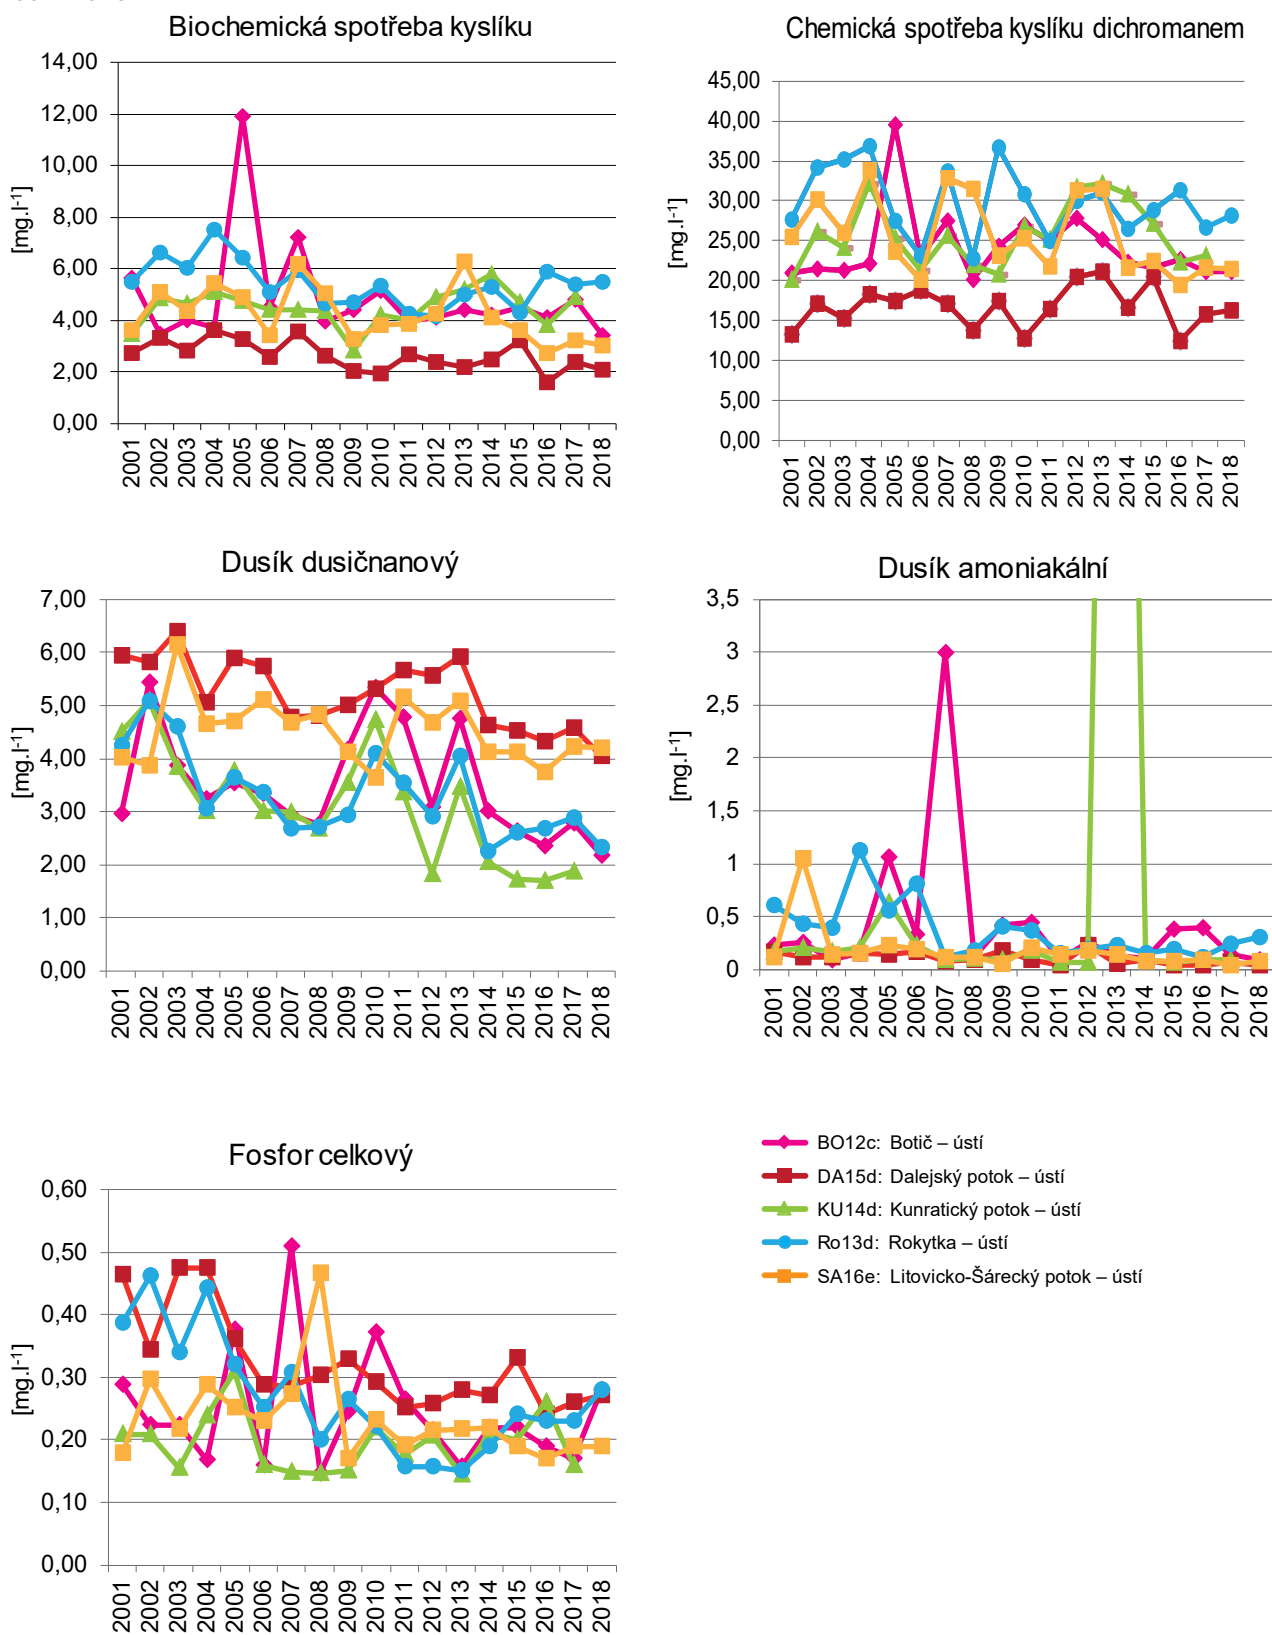 Biochemická spotřeba kyslíku
14,00
12,00
10,00
8,00
6,00
4,00
2,00
0,00
[mg.l-1]
2001 2002 2003 2004 2005 2006 2007 2008 2009 2010 2011 2012 2013 2014 2015 2016 2017 2018
Chemická spotřeba kyslíku dichromanem
45,00
40,00
35,00
30,00
25,00
20,00
15,00
10,00
5,00
0,00
[mg.l-1]
2001 2002 2003 2004 2005 2006 2007 2008 2009 2010 2011 2012 2013 2014 2015 2016 2017 2018
Dusík dusičnanový
7,00
6,00
5,00
4,00
3,00
2,00
1,00
0,00
[mg.l-1]
2001 2002 2003 2004 2005 2006 2007 2008 2009 2010 2011 2012 2013 2014 2015 2016 2017 2018
Dusík amoniakální
3,5
3
2,5
2
1,5
1
0,5
0
[mg.l-1]
2001 2002 2003 2004 2005 2006 2007 2008 2009 2010 2011 2012 2013 2014 2015 2016 2017 2018
Fosfor celkový
0,60
0,50
0,40
0,30
0,20
0,10
0,00
[mg.l-1]
2001 2002 2003 2004 2005 2006 2007 2008 2009 2010 2011 2012 2013 2014 2015 2016 2017 2018
BO12c: Botič – ústí
DA15d: Dalejský potok – ústí
KU14d: Kunratický potok – ústí
Ro13d: Rokytka – ústí
SA16e: Litovicko-Šárecký potok – ústí